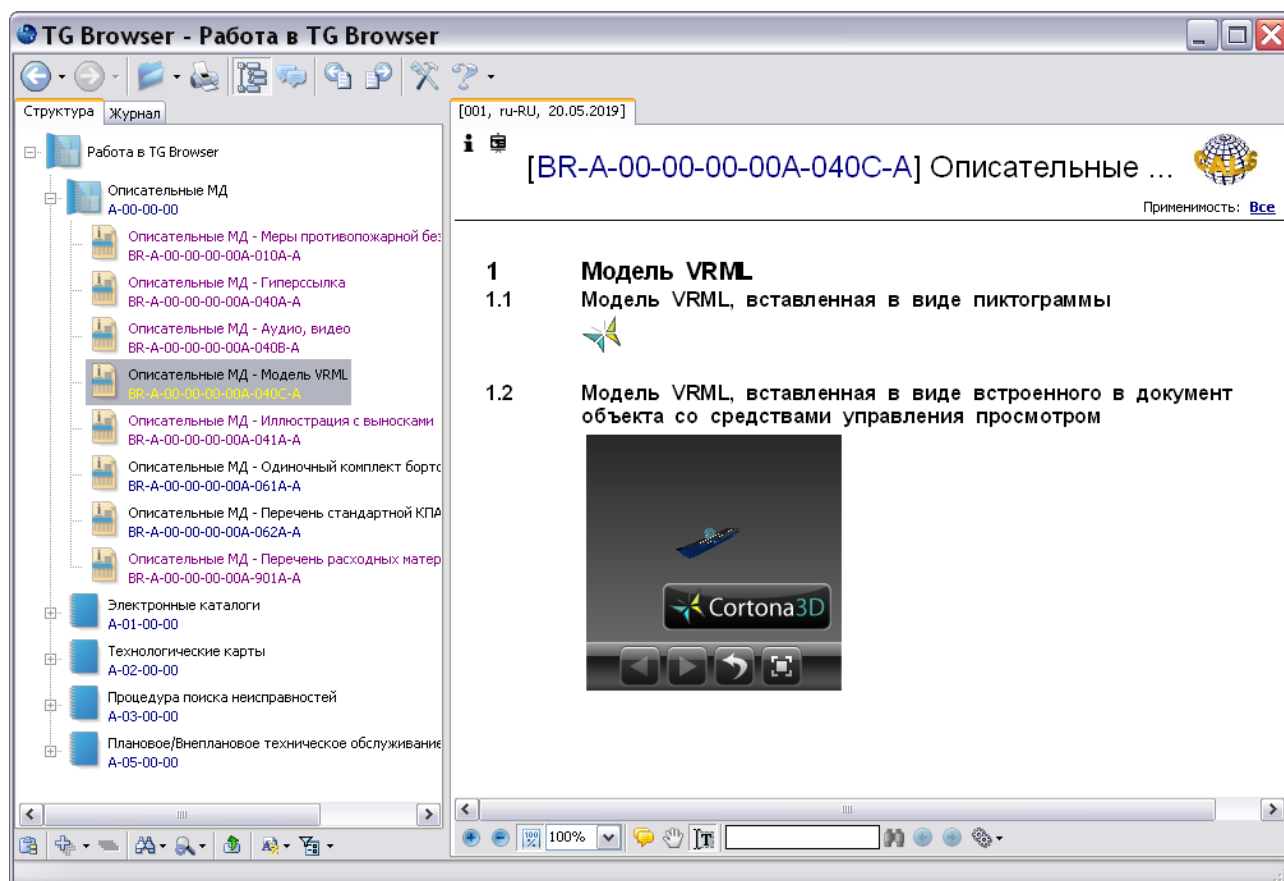 TG Browser - Работа в TG Browser
Структура
Журнал
Работа в TG Browser
Описательные МД
A-00-00-00
Описательные МД - Меры противопожарной бе
BR-A-00-00-00-00A-010A-A
Описательные МД - Гиперссылка
BR-A-00-00-00-00A-040A-A
Описательные МД - Аудио, видео
BR-A-00-00-00-00A-040B-A
Описательные МД - Модель VRML
BR-A-00-00-00-00A-040C-A
Описательные МД - Иллюстрация с выносками
BR-A-00-00-00-00A-041A-A
Описательные МД - Одиночный комплект бортс
BR-A-00-00-00-00A-061A-A
Описательные МД - Перечень стандартной КПА
BR-A-00-00-00-00A-062A-A
Описательные МД - Перечень расходных матер
BR-A-00-00-00-00A-901A-A
Электронные каталоги
A-01-00-00
Технологические карты
A-02-00-00
Процедура поиска неисправностей
A-03-00-00
Плановое/Внеплановое техническое обслуживание
A-05-00-00
[001, ru-RU, 20.05.2019]
[BR-A-00-00-00-00A-040C-A] Описательные ...
CALS
Применимость: Все
1 Модель VRML
1.1 Модель VRML, вставленная в виде пиктограммы
1.2 Модель VRML, вставленная в виде встроенного в документ
объекта со средствами управления просмотром
Cortona3D
100%